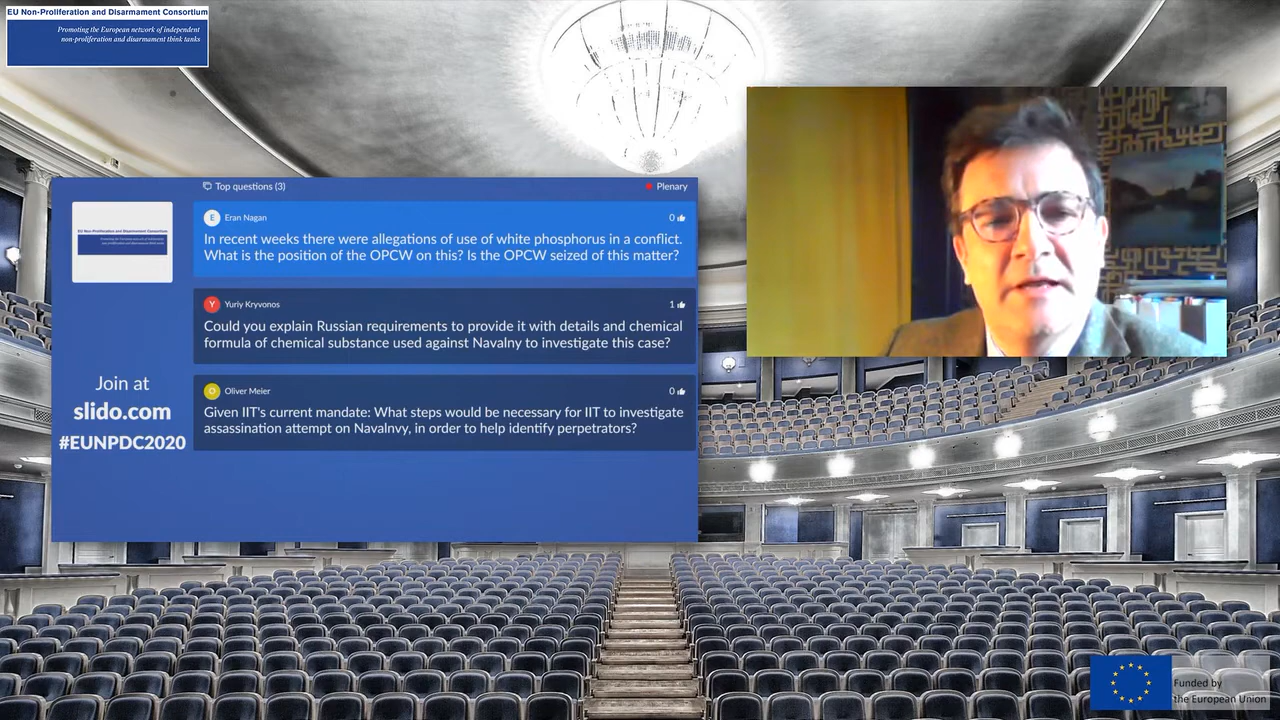 EU Non-Proliferation and Disarmament Consortium
Promoting the European network of independent
non-proliferation and disarmament think tanks
Top questions (3)
Plenary
EU Non-Proliferation and Disarmament Consortium
E
Eran Nagan
0
In recent weeks there were allegations of use of white phosphorus in a conflict.
What is the position of the OPCW on this? Is the OPCW seized of this matter?
Y
Yuriy Kryvonos
1
Could you explain Russian requirements to provide it with details and chemical
formula of chemical substance used against Navalny to investigate this case?
O
Oliver Meier
0
Given IIT's current mandate: What steps would be necessary for IIT to investigate
assassination attempt on Navalnvy, in order to help identify perpetrators?
Join at
slido.com
#EUNPDC2020
Funded by
the European Union